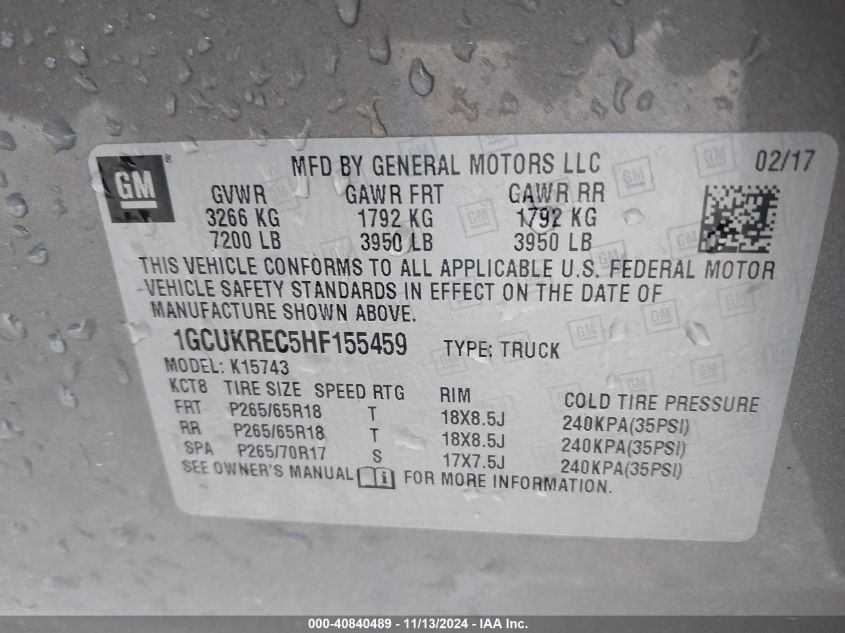 GM® MFD BY GENERAL MOTORS LLC 02/17
GVWR GAWR FRT GAWR RR
3266 KG 1792 KG 1792 KG
7200 LB 3950 LB 3950 LB
THIS VEHICLE CONFORMS TO ALL APPLICABLE U.S. FEDERAL MOTOR
VEHICLE SAFETY STANDARDS IN EFFECT ON THE DATE OF
MANUFACTURE SHOWN ABOVE.
1GCUKREC5HF155459 TYPE: TRUCK
MODEL: K15743
KCT8 TIRE SIZE SPEED RTG RIM COLD TIRE PRESSURE
FRT P265/65R18 T 18X8.5J 240KPA(35PSI)
RR P265/65R18 T 18X8.5J 240KPA(35PSI)
SPA P265/70R17 S 17X7.5J 240KPA(35PSI)
SEE OWNER'S MANUAL FOR MORE INFORMATION.
000-40840489 - 11/13/2024 - IAA Inc.